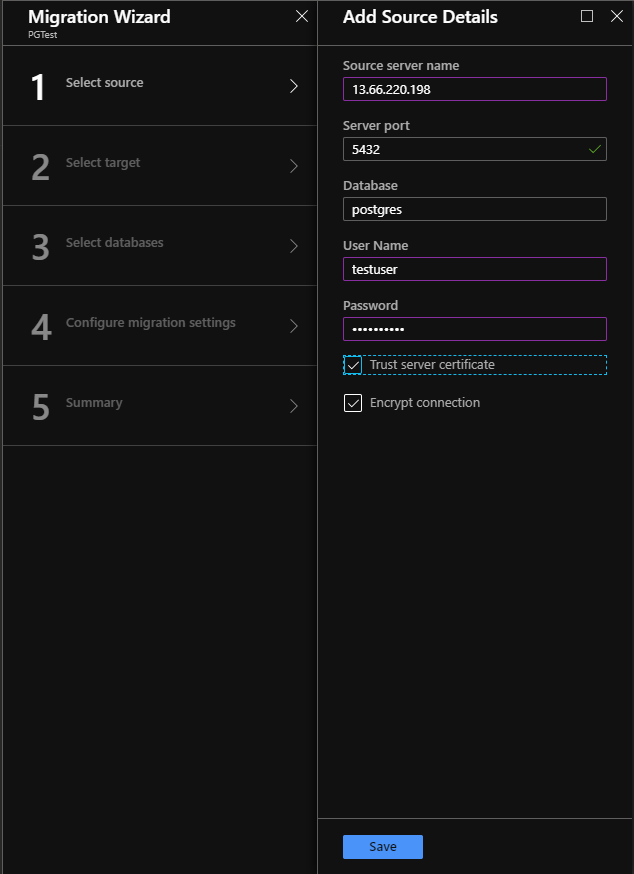 Migration Wizard
PGTest
1 Select source
2 Select target
3 Select databases
4 Configure migration settings
5 Summary
Add Source Details
Source server name
13.66.220.198
Server port
5432
Database
postgres
User Name
testuser
Password
••••••••••
Trust server certificate
Encrypt connection
Save